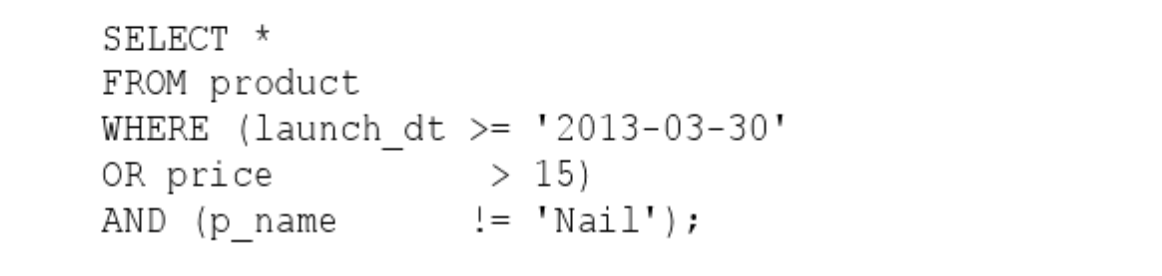 SELECT *
FROM product
WHERE (launch_dt >= '2013-03-30'
OR price > 15)
AND (p_name != 'Nail');